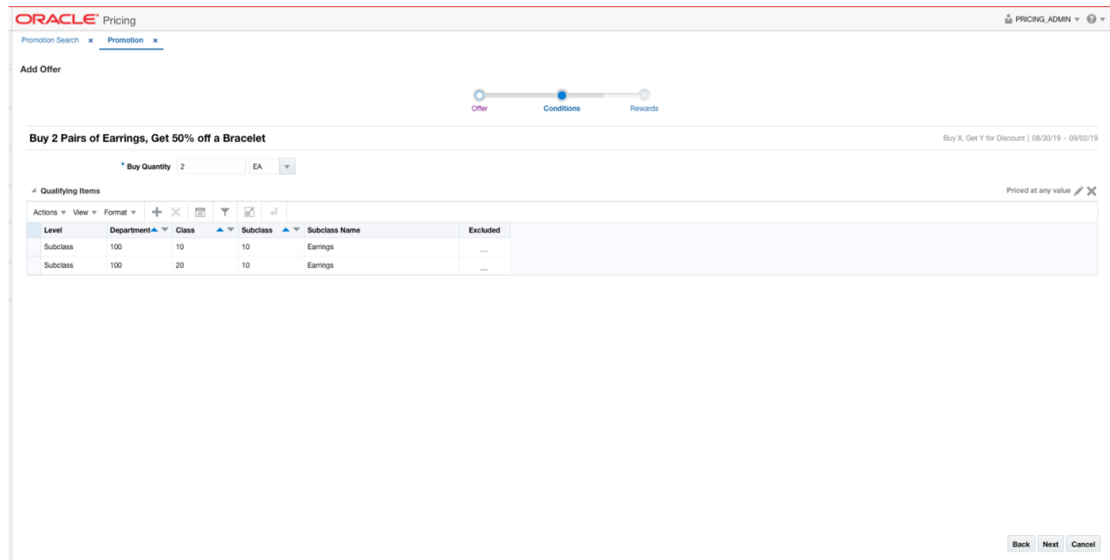 ORACLE® Pricing PRICING_ADMIN
Promotion Search x Promotion x
Add Offer
Offer Conditions Rewards
Buy 2 Pairs of Earrings, Get 50% off a Bracelet Buy X, Get Y for Discount | 08/30/19 - 09/02/19
* Buy Quantity 2 EA
Qualifying Items Priced at any value
Actions View Format
Level Department Class Subclass Subclass Name Excluded
Subclass 100 10 10 Earrings __
Subclass 100 20 10 Earrings __
Back Next Cancel